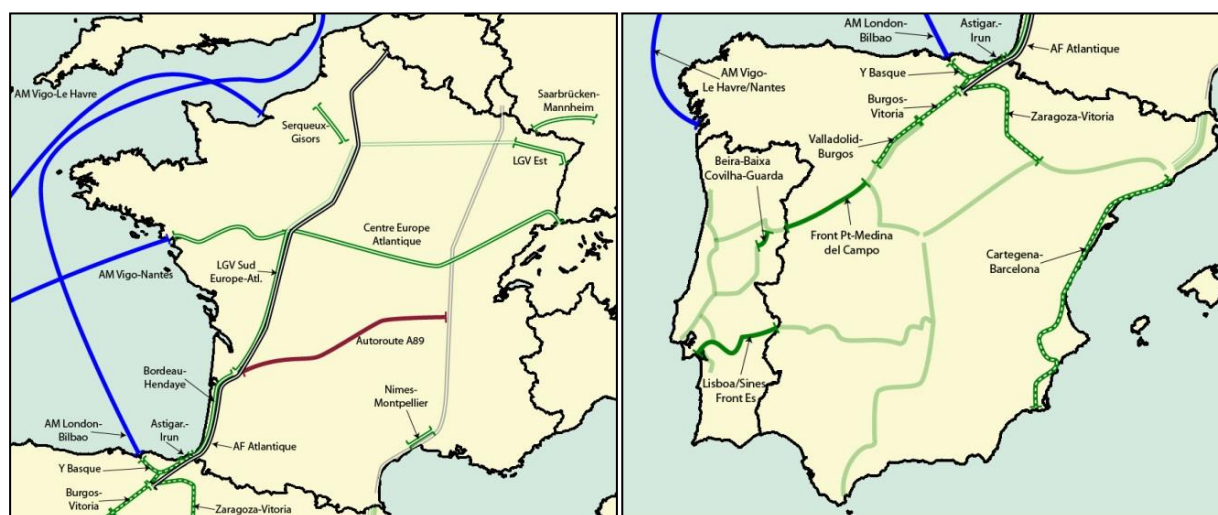 AM Vigo-Le Havre
Serqueux-
Gisors
Saarbrücken-
Mannheim
LGV Est
Centre Europe
Atlantique
AM Vigo-Nantes
LGV Sud
Europe-Atl.
Autoroute A89
Bordeau-
Hendaye
Nimes-
Montpellier
AM London-
Bilbao
Astigar.-
Irun
AF Atlantique
Y Basque
Burgos-
Vitoria
Zaragoza-Vitoria
AM London-
Bilbao
Astigar.-
Irun
AF Atlantique
Y Basque
AM Vigo-
Le Havre/Nantes
Burgos-
Vitoria
Zaragoza-Vitoria
Valladolid-
Burgos
Beira-Baixa
Covilha-Guarda
Front Pt-Medina
del Campo
Cartegena-
Barcelona
Lisboa/Sines
Front Es